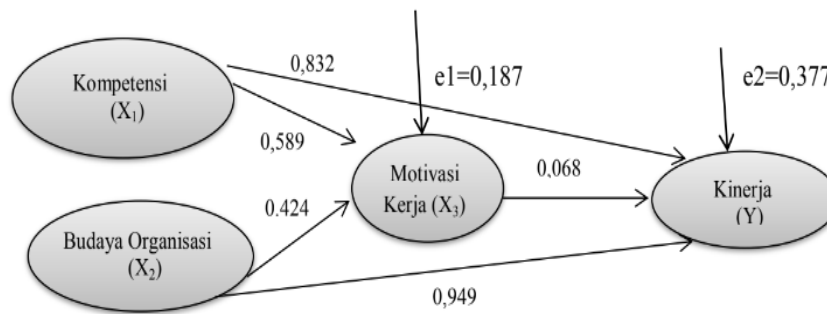 0,832
e1=0,187
e2=0,377
Kompetensi
(X₁)
0,589
Motivasi
Kerja (X₃)
0,068
Kinerja
(Y)
0.424
Budaya Organisasi
(X₂)
0,949